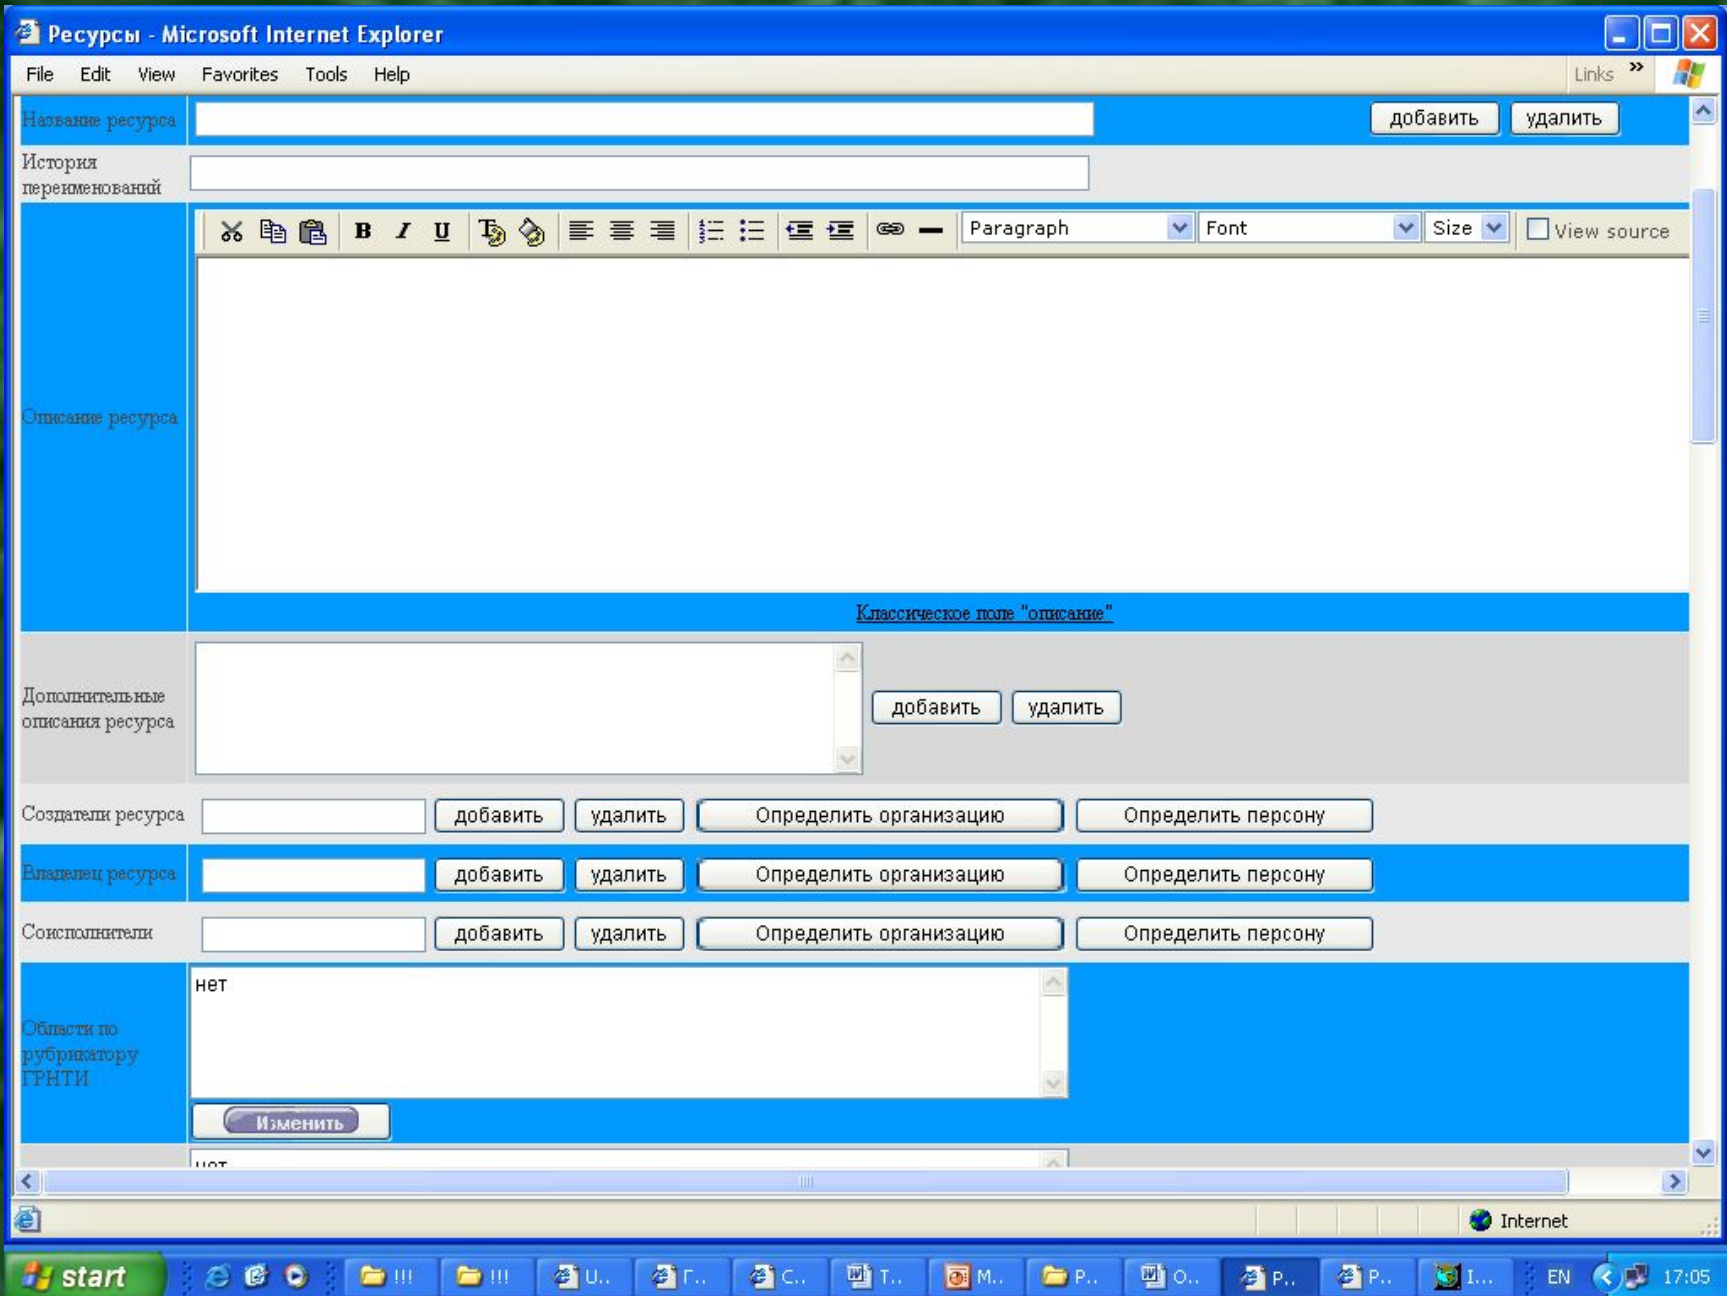 Ресурсы - Microsoft Internet Explorer
File Edit View Favorites Tools Help Links »
Название ресурса добавить удалить
История
переименований
B I U Paragraph Font Size View source
Описание ресурса
Классическое поле "описание"
Дополнительные
описания ресурса
добавить удалить
Создатели ресурса добавить удалить Определить организацию Определить персону
Владелец ресурса добавить удалить Определить организацию Определить персону
Соисполнители добавить удалить Определить организацию Определить персону
нет
Области по
рубрикатору
ГРНТИ
Изменить
нет
Internet
start !!! !!! U.. Г.. С.. Т.. М.. Р.. О.. Р.. Р.. I... EN 17:05